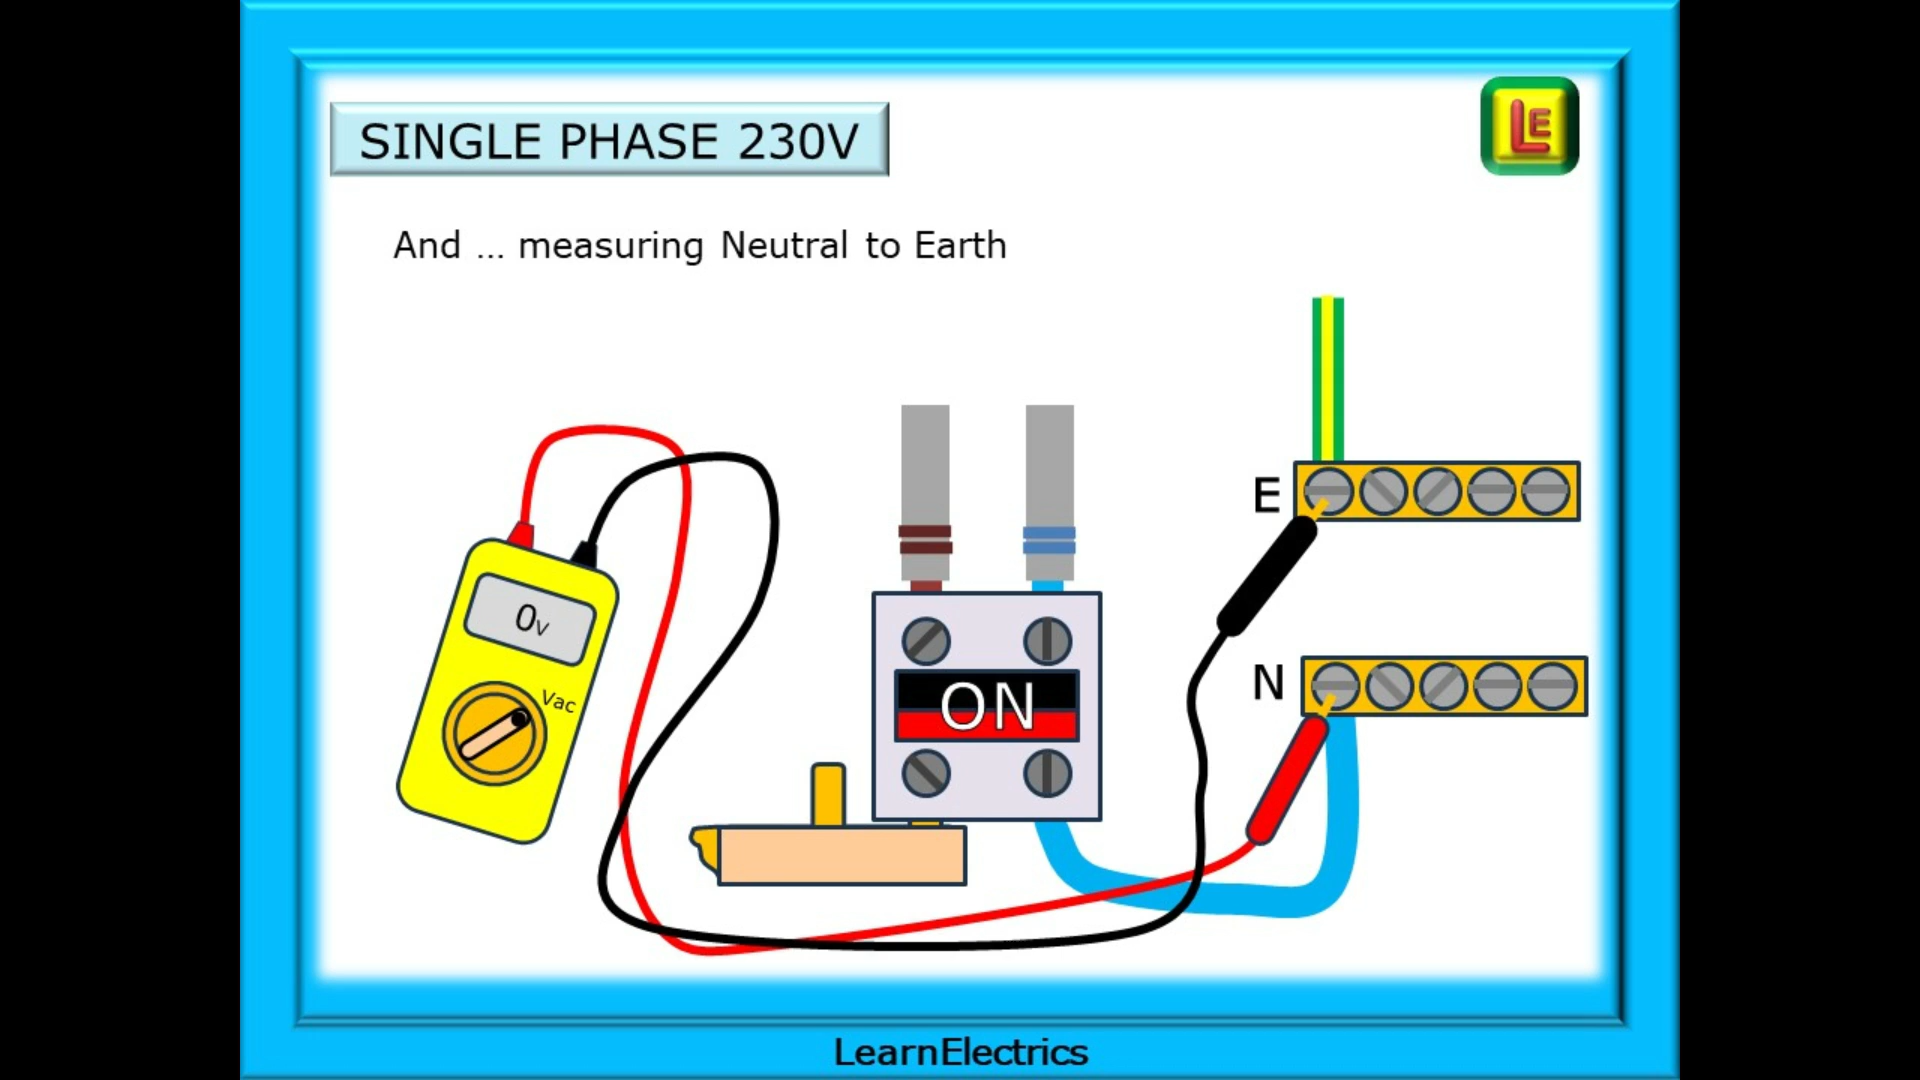 SINGLE PHASE 230V
LE
And ... measuring Neutral to Earth
E
0V
Vac
N
ON
LearnElectrics